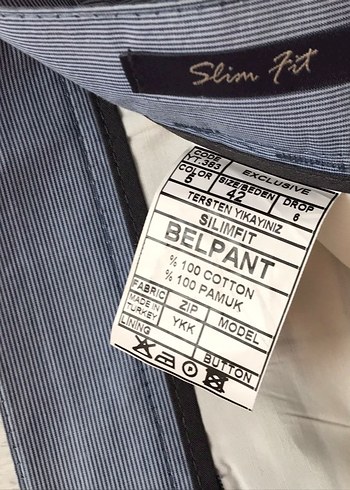 Slim Fit
CODE
YT:383
EXCLUSIVE
COLOR
5
SIZE/BEDEN
42
DROP
6
TERSTEN YIKAYINIZ
SLIMFIT
BELPANT
% 100 COTTON
% 100 PAMUK
FABRIC
ZIP
MODEL
MADE IN
TURKEY
YKK
LINING
BUTTON
P